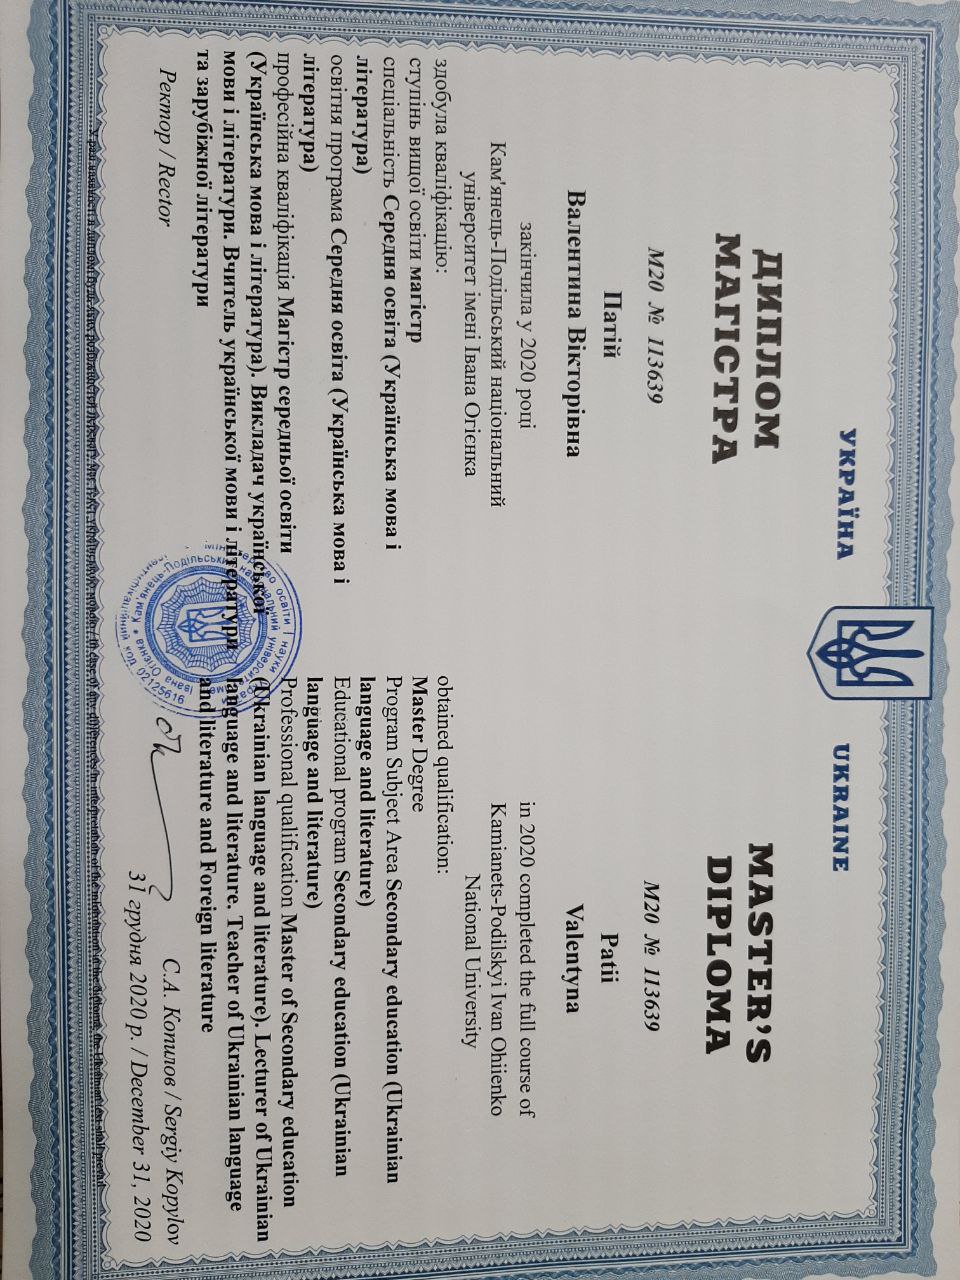 УКРАЇНА
UKRAINE
ДИПЛОМ
МАГІСТРА
М20 № 113639
Патій
Валентина Вікторівна
закінчила у 2020 році
Кам'янець-Подільський національний
університет імені Івана Огієнка
здобула кваліфікацію:
ступінь вищої освіти магістр
спеціальність Середня освіта (Українська мова і
література)
освітня програма Середня освіта (Українська мова і
література)
професійна кваліфікація Магістр середньої освіти
(Українська мова і література). Викладач української
мови і літератури. Вчитель української мови і літератури
та зарубіжної літератури
Ректор / Rector
MASTER'S
DIPLOMA
М20 № 113639
Patii
Valentyna
in 2020 completed the full course of
Kamianets-Podilskyi Ivan Ohiienko
National University
obtained qualification:
Master Degree
Program Subject Area Secondary education (Ukrainian
language and literature)
Educational program Secondary education (Ukrainian
language and literature)
Professional qualification Master of Secondary education
(Ukrainian language and literature). Lecturer of Ukrainian
language and literature. Teacher of Ukrainian language
and literature and Foreign literature
С.А. Копилов / Sergiy Kopylov
31 грудня 2020 р. / December 31, 2020
02125616